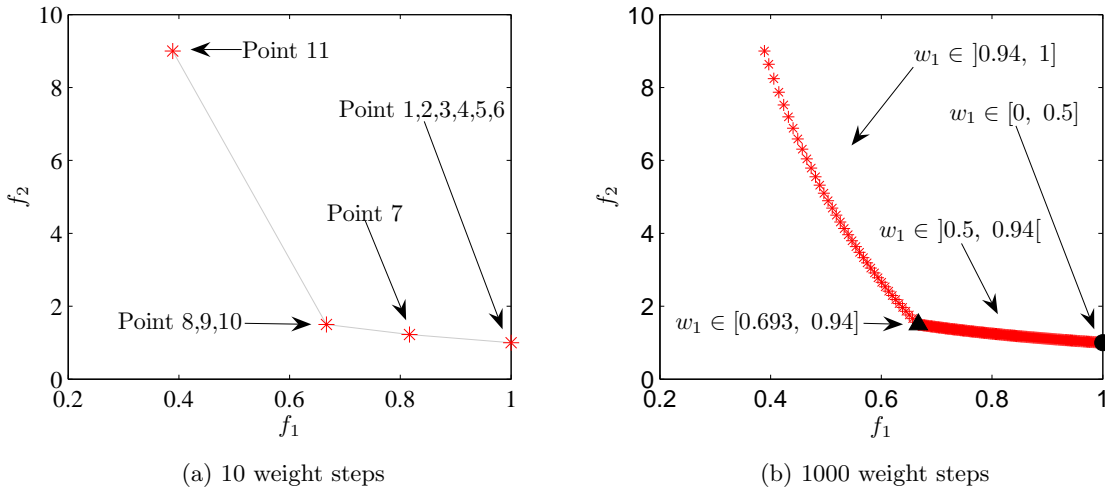 10
8
6
4
2
0
f₂
Point 11
Point 1,2,3,4,5,6
Point 7
Point 8,9,10
0.2 0.4 0.6 0.8 1
f₁
(a) 10 weight steps
10
8
6
4
2
0
f₂
w₁ ∈ ]0.94, 1]
w₁ ∈ [0, 0.5]
w₁ ∈ ]0.5, 0.94[
w₁ ∈ [0.693, 0.94]
0.2 0.4 0.6 0.8 1
f₁
(b) 1000 weight steps